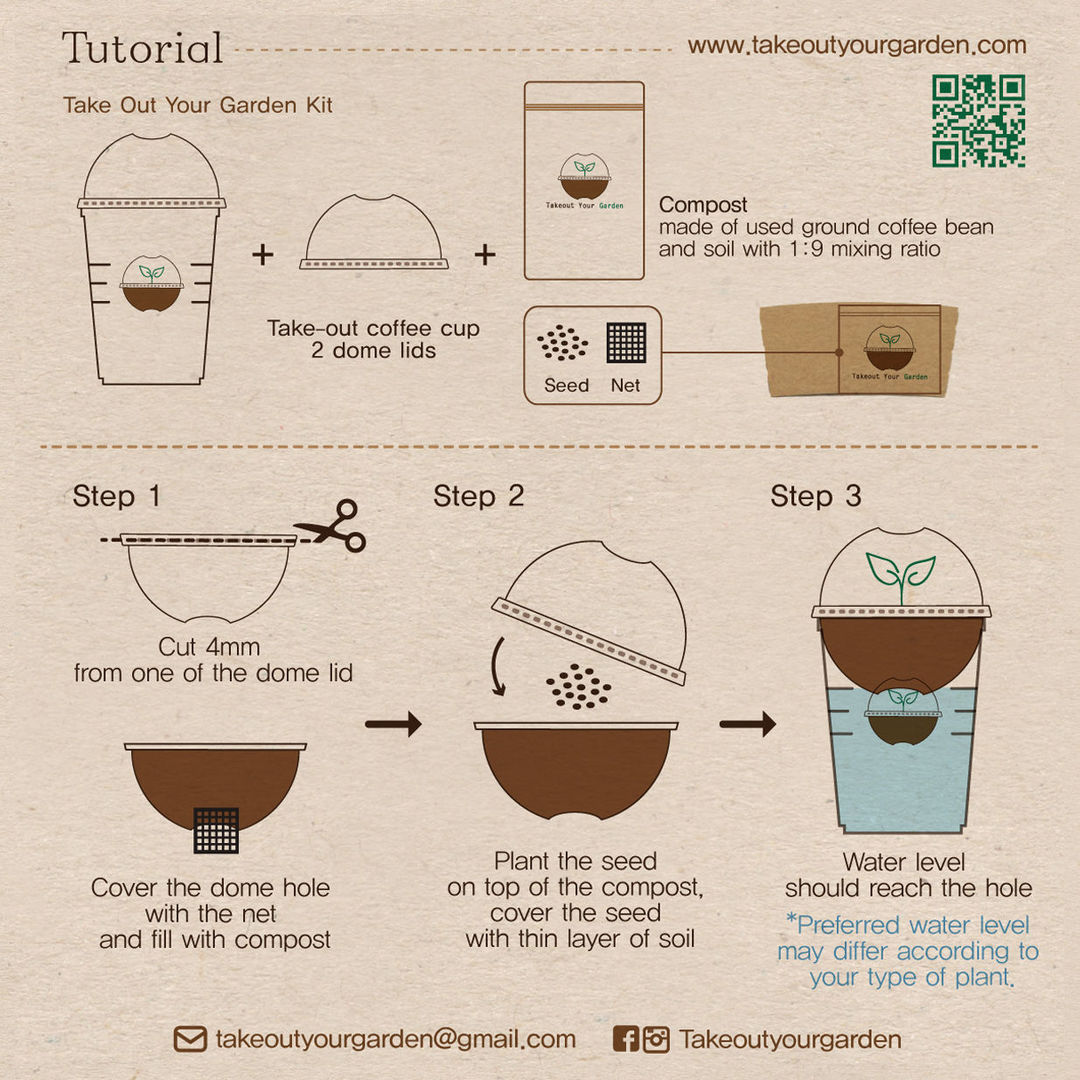 Tutorial
www.takeoutyourgarden.com
Take Out Your Garden Kit
Takeout Your Garden
Compost
made of used ground coffee bean
and soil with 1:9 mixing ratio
Take-out coffee cup
2 dome lids
Seed Net
Takeout Your Garden
Step 1
Cut 4mm
from one of the dome lid
Cover the dome hole
with the net
and fill with compost
Step 2
Plant the seed
on top of the compost,
cover the seed
with thin layer of soil
Step 3
Water level
should reach the hole
*Preferred water level
may differ according to
your type of plant.
takeoutyourgarden@gmail.com
Takeoutyourgarden